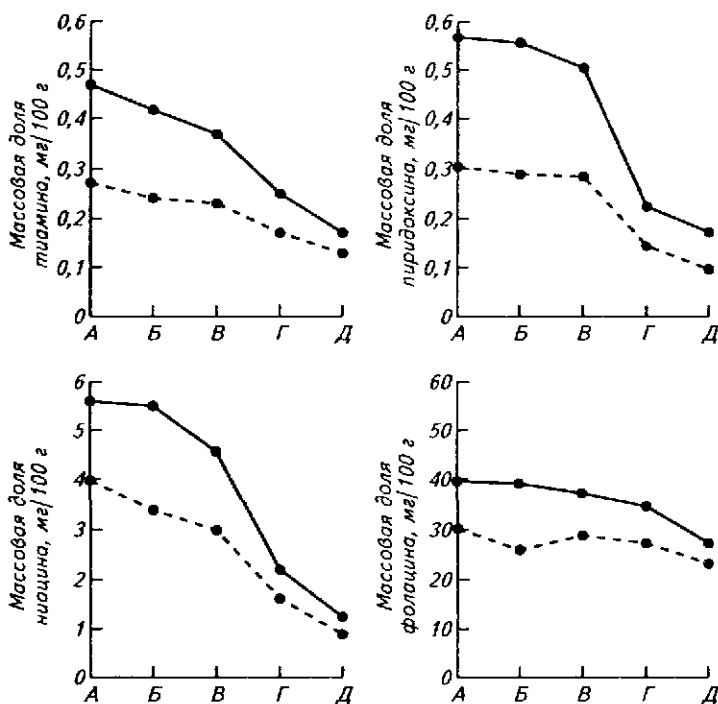 Массовая доля
тиамина, мг/100 г
0,6
0,5
0,4
0,3
0,2
0,1
0
А Б В Г Д
Массовая доля
пиридоксина, мг/100 г
0,6
0,5
0,4
0,3
0,2
0,1
0
А Б В Г Д
Массовая доля
ниацина, мг/100 г
6
5
4
3
2
1
0
А Б В Г Д
Массовая доля
фолацина, мг/100 г
60
50
40
30
20
10
0
А Б В Г Д